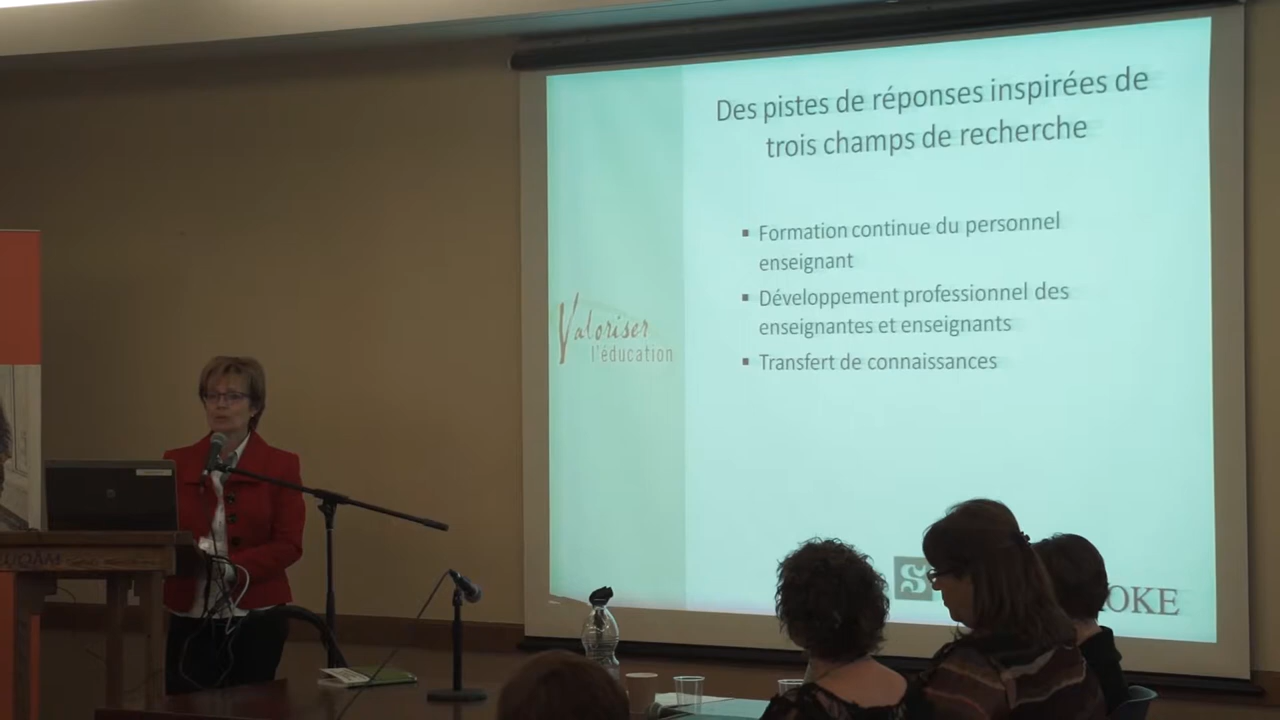 Des pistes de réponses inspirées de
trois champs de recherche
▪ Formation continue du personnel
enseignant
▪ Développement professionnel des
enseignantes et enseignants
▪ Transfert de connaissances
Valoriser
l'éducation
UQÀM